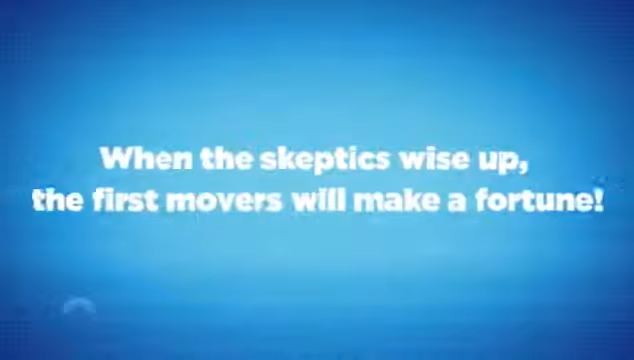 When the skeptics wise up,
the first movers will make a fortune!